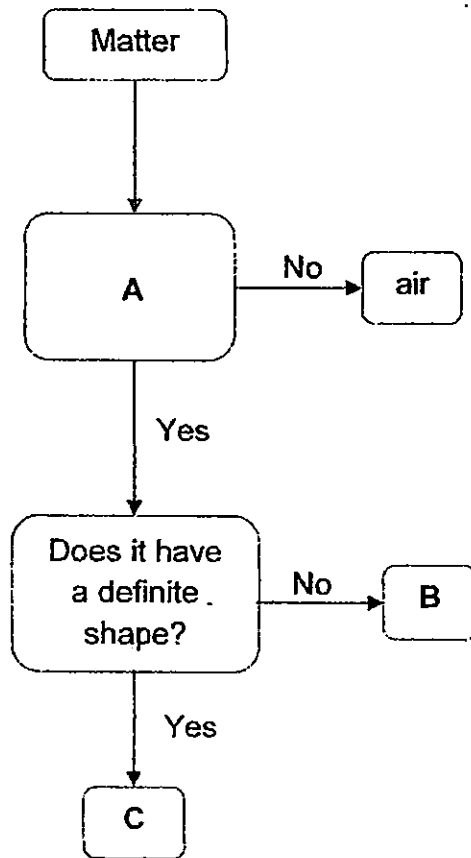 Matter
A
No
air
Yes
Does it have
a definite
shape?
No
B
Yes
C